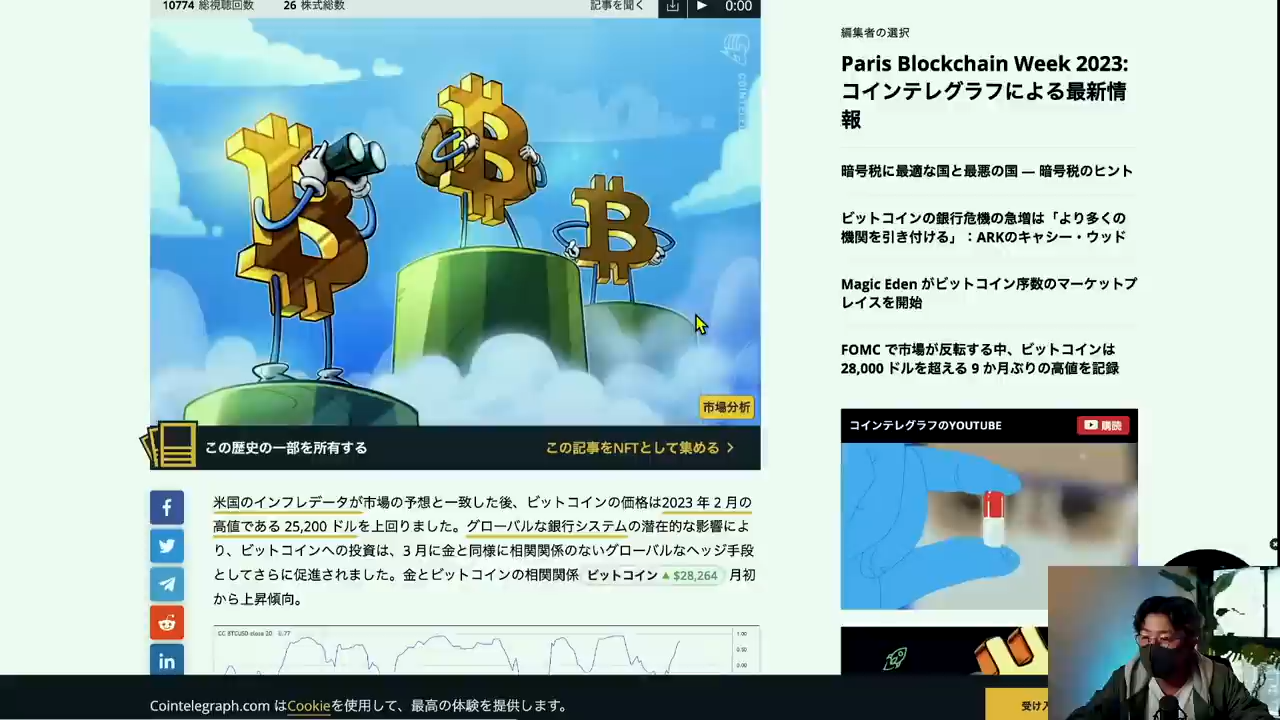 10774 総視聴回数 26 株式総数 記事を聞く 0:00
市場分析
この歴史の一部を所有する この記事をNFTとして集める
米国のインフレデータが市場の予想と一致した後、ビットコインの価格は2023 年 2 月の
高値である 25,200 ドルを上回りました。グローバルな銀行システムの潜在的な影響によ
り、ビットコインへの投資は、3 月に金と同様に相関関係のないグローバルなヘッジ手段
としてさらに促進されました。金とビットコインの相関関係 ビットコイン $28,264 月初
から上昇傾向。
CC BTCUSD close 20 0.77
1.00
0.50
0.00
編集者の選択
Paris Blockchain Week 2023:
コインテレグラフによる最新情
報
暗号税に最適な国と最悪の国 — 暗号税のヒント
ビットコインの銀行危機の急増は「より多くの
機関を引き付ける」：ARKのキャシー・ウッド
Magic Eden がビットコイン序数のマーケットプ
レイスを開始
FOMC で市場が反転する中、ビットコインは
28,000 ドルを超える 9 か月ぶりの高値を記録
コインテレグラフのYOUTUBE 購読
Cointelegraph.com はCookieを使用して、最高の体験を提供します。
受け入